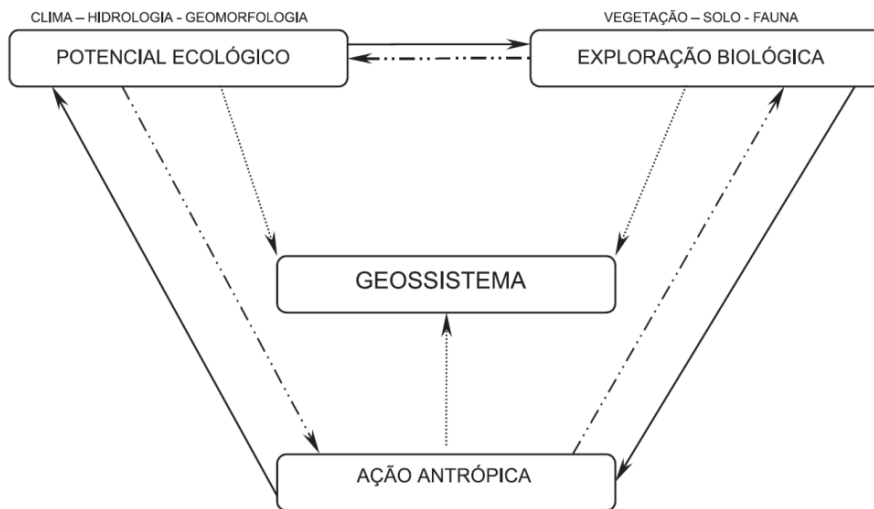 CLIMA – HIDROLOGIA - GEOMORFOLOGIA
VEGETAÇÃO – SOLO - FAUNA
POTENCIAL ECOLÓGICO
EXPLORAÇÃO BIOLÓGICA
GEOSSISTEMA
AÇÃO ANTRÓPICA